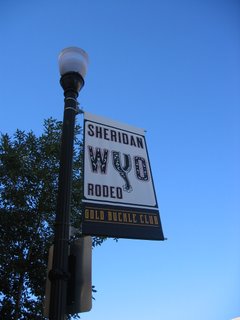 SHERIDAN
WYO
RODEO
GOLD BUCKLE CLUB